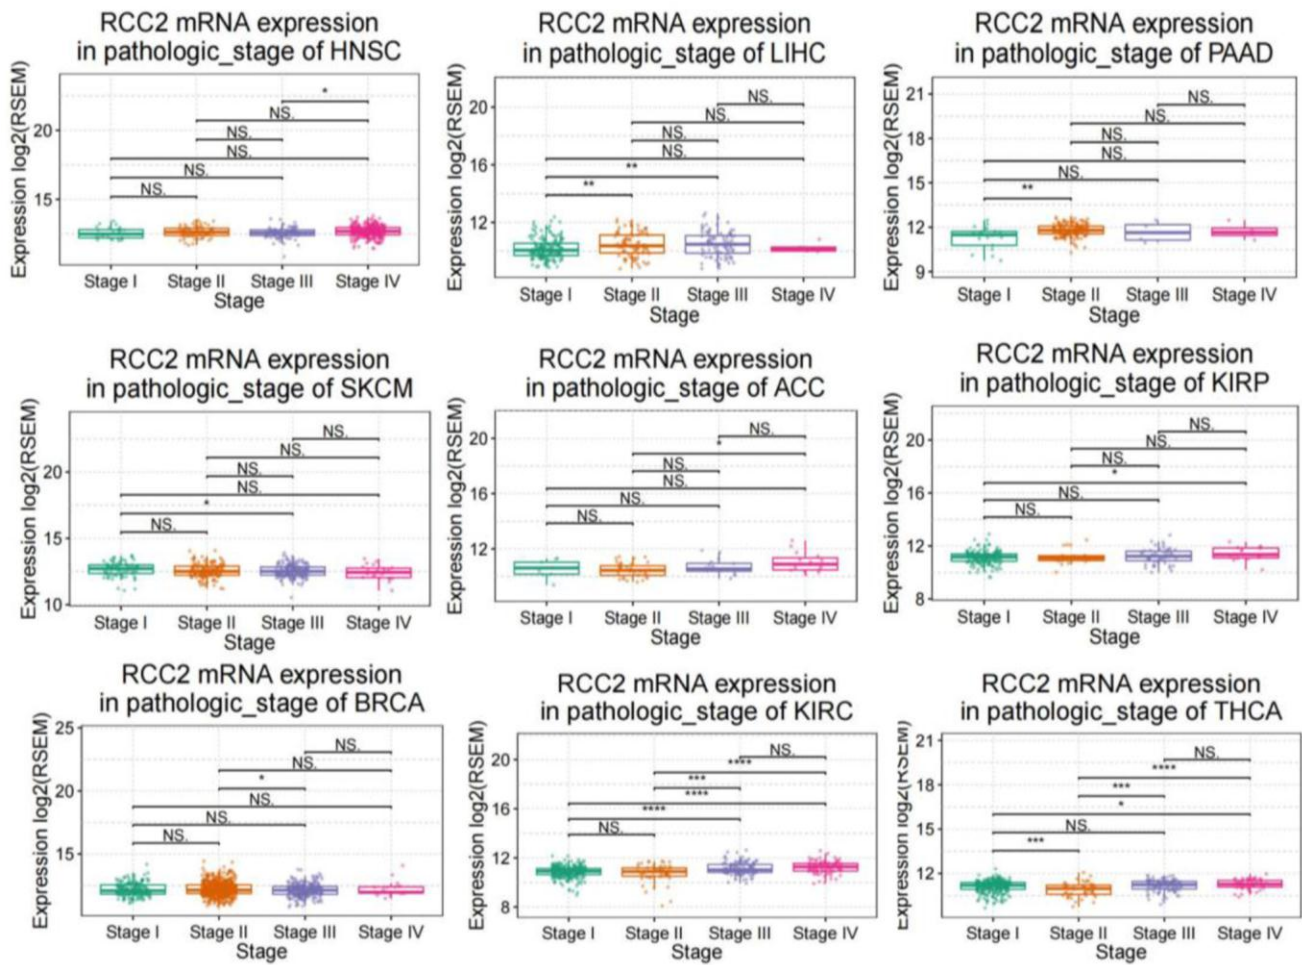 RCC2 mRNA expression
in pathologic_stage of HNSC
Expression log2(RSEM)
20
15
*
NS.
NS.
NS.
NS.
NS.
Stage I Stage II Stage III Stage IV
Stage
RCC2 mRNA expression
in pathologic_stage of LIHC
Expression log2(RSEM)
20
16
12
NS.
NS.
NS.
NS.
**
**
Stage I Stage II Stage III Stage IV
Stage
RCC2 mRNA expression
in pathologic_stage of PAAD
Expression log2(RSEM)
21
18
15
12
9
NS.
NS.
NS.
NS.
NS.
**
Stage I Stage II Stage III Stage IV
Stage
RCC2 mRNA expression
in pathologic_stage of SKCM
Expression log2(RSEM)
20
15
10
NS.
NS.
NS.
NS.
*
NS.
Stage I Stage II Stage III Stage IV
Stage
RCC2 mRNA expression
in pathologic_stage of ACC
Expression log2(RSEM)
20
16
12
NS.
*
NS.
NS.
NS.
NS.
Stage I Stage II Stage III Stage IV
Stage
RCC2 mRNA expression
in pathologic_stage of KIRP
Expression log2(RSEM)
20
16
12
8
NS.
NS.
NS.
*
NS.
NS.
Stage I Stage II Stage III Stage IV
Stage
RCC2 mRNA expression
in pathologic_stage of BRCA
Expression log2(RSEM)
25
20
15
NS.
NS.
*
NS.
NS.
NS.
Stage I Stage II Stage III Stage IV
Stage
RCC2 mRNA expression
in pathologic_stage of KIRC
Expression log2(RSEM)
20
16
12
8
NS.
****
***
****
****
NS.
Stage I Stage II Stage III Stage IV
Stage
RCC2 mRNA expression
in pathologic_stage of THCA
Expression log2(RSEM)
21
18
15
12
NS.
****
***
*
NS.
***
Stage I Stage II Stage III Stage IV
Stage